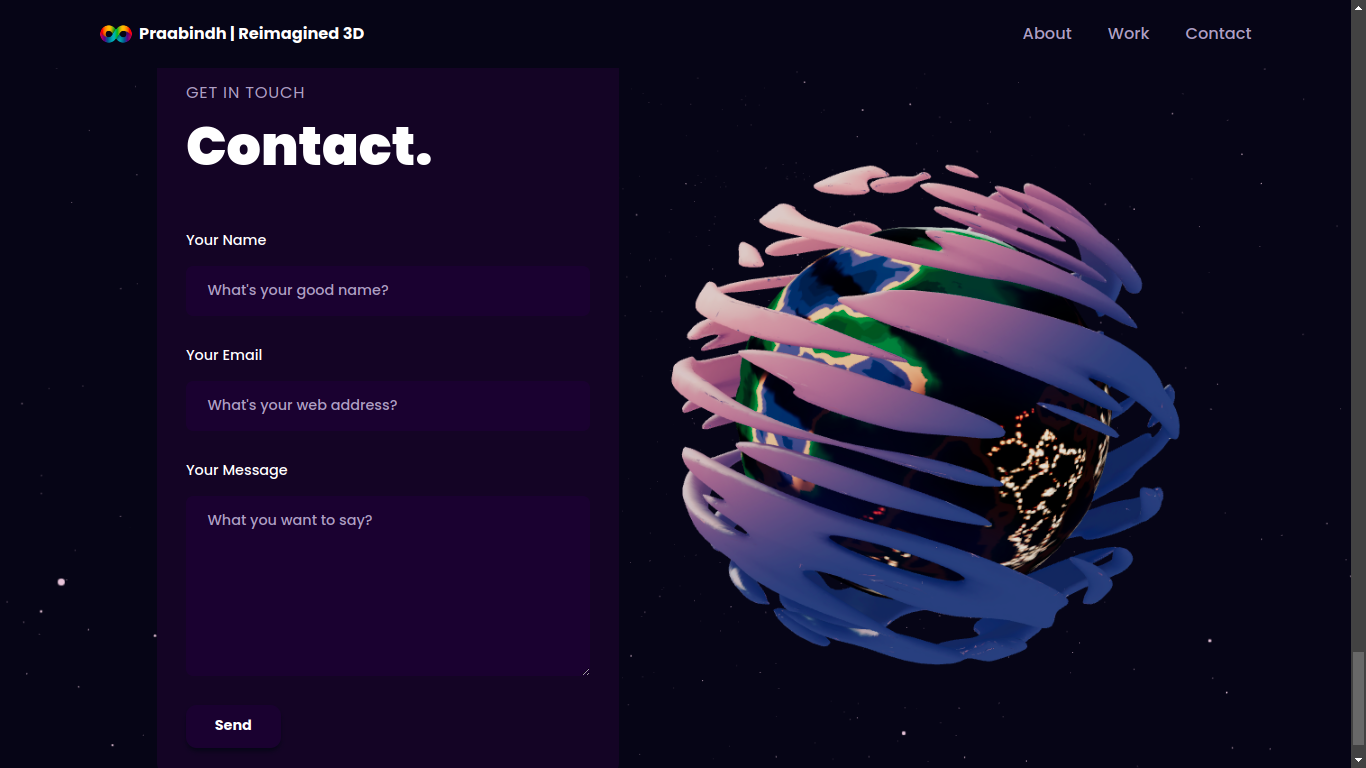 Praabindh | Reimagined 3D
About Work Contact
GET IN TOUCH
Contact.
Your Name
What's your good name?
Your Email
What's your web address?
Your Message
What you want to say?
Send